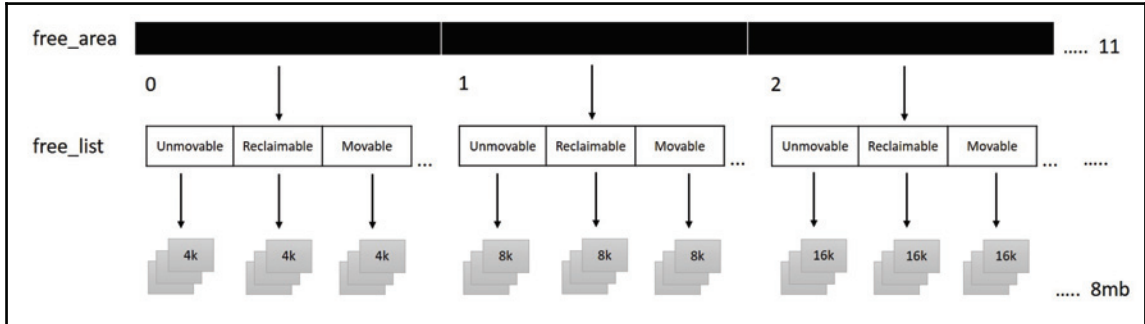 free_area ..... 11
0 1 2
free_list Unmovable Reclaimable Movable ... Unmovable Reclaimable Movable ... Unmovable Reclaimable Movable ... .....
4k 4k 4k 8k 8k 8k 16k 16k 16k
..... 8mb